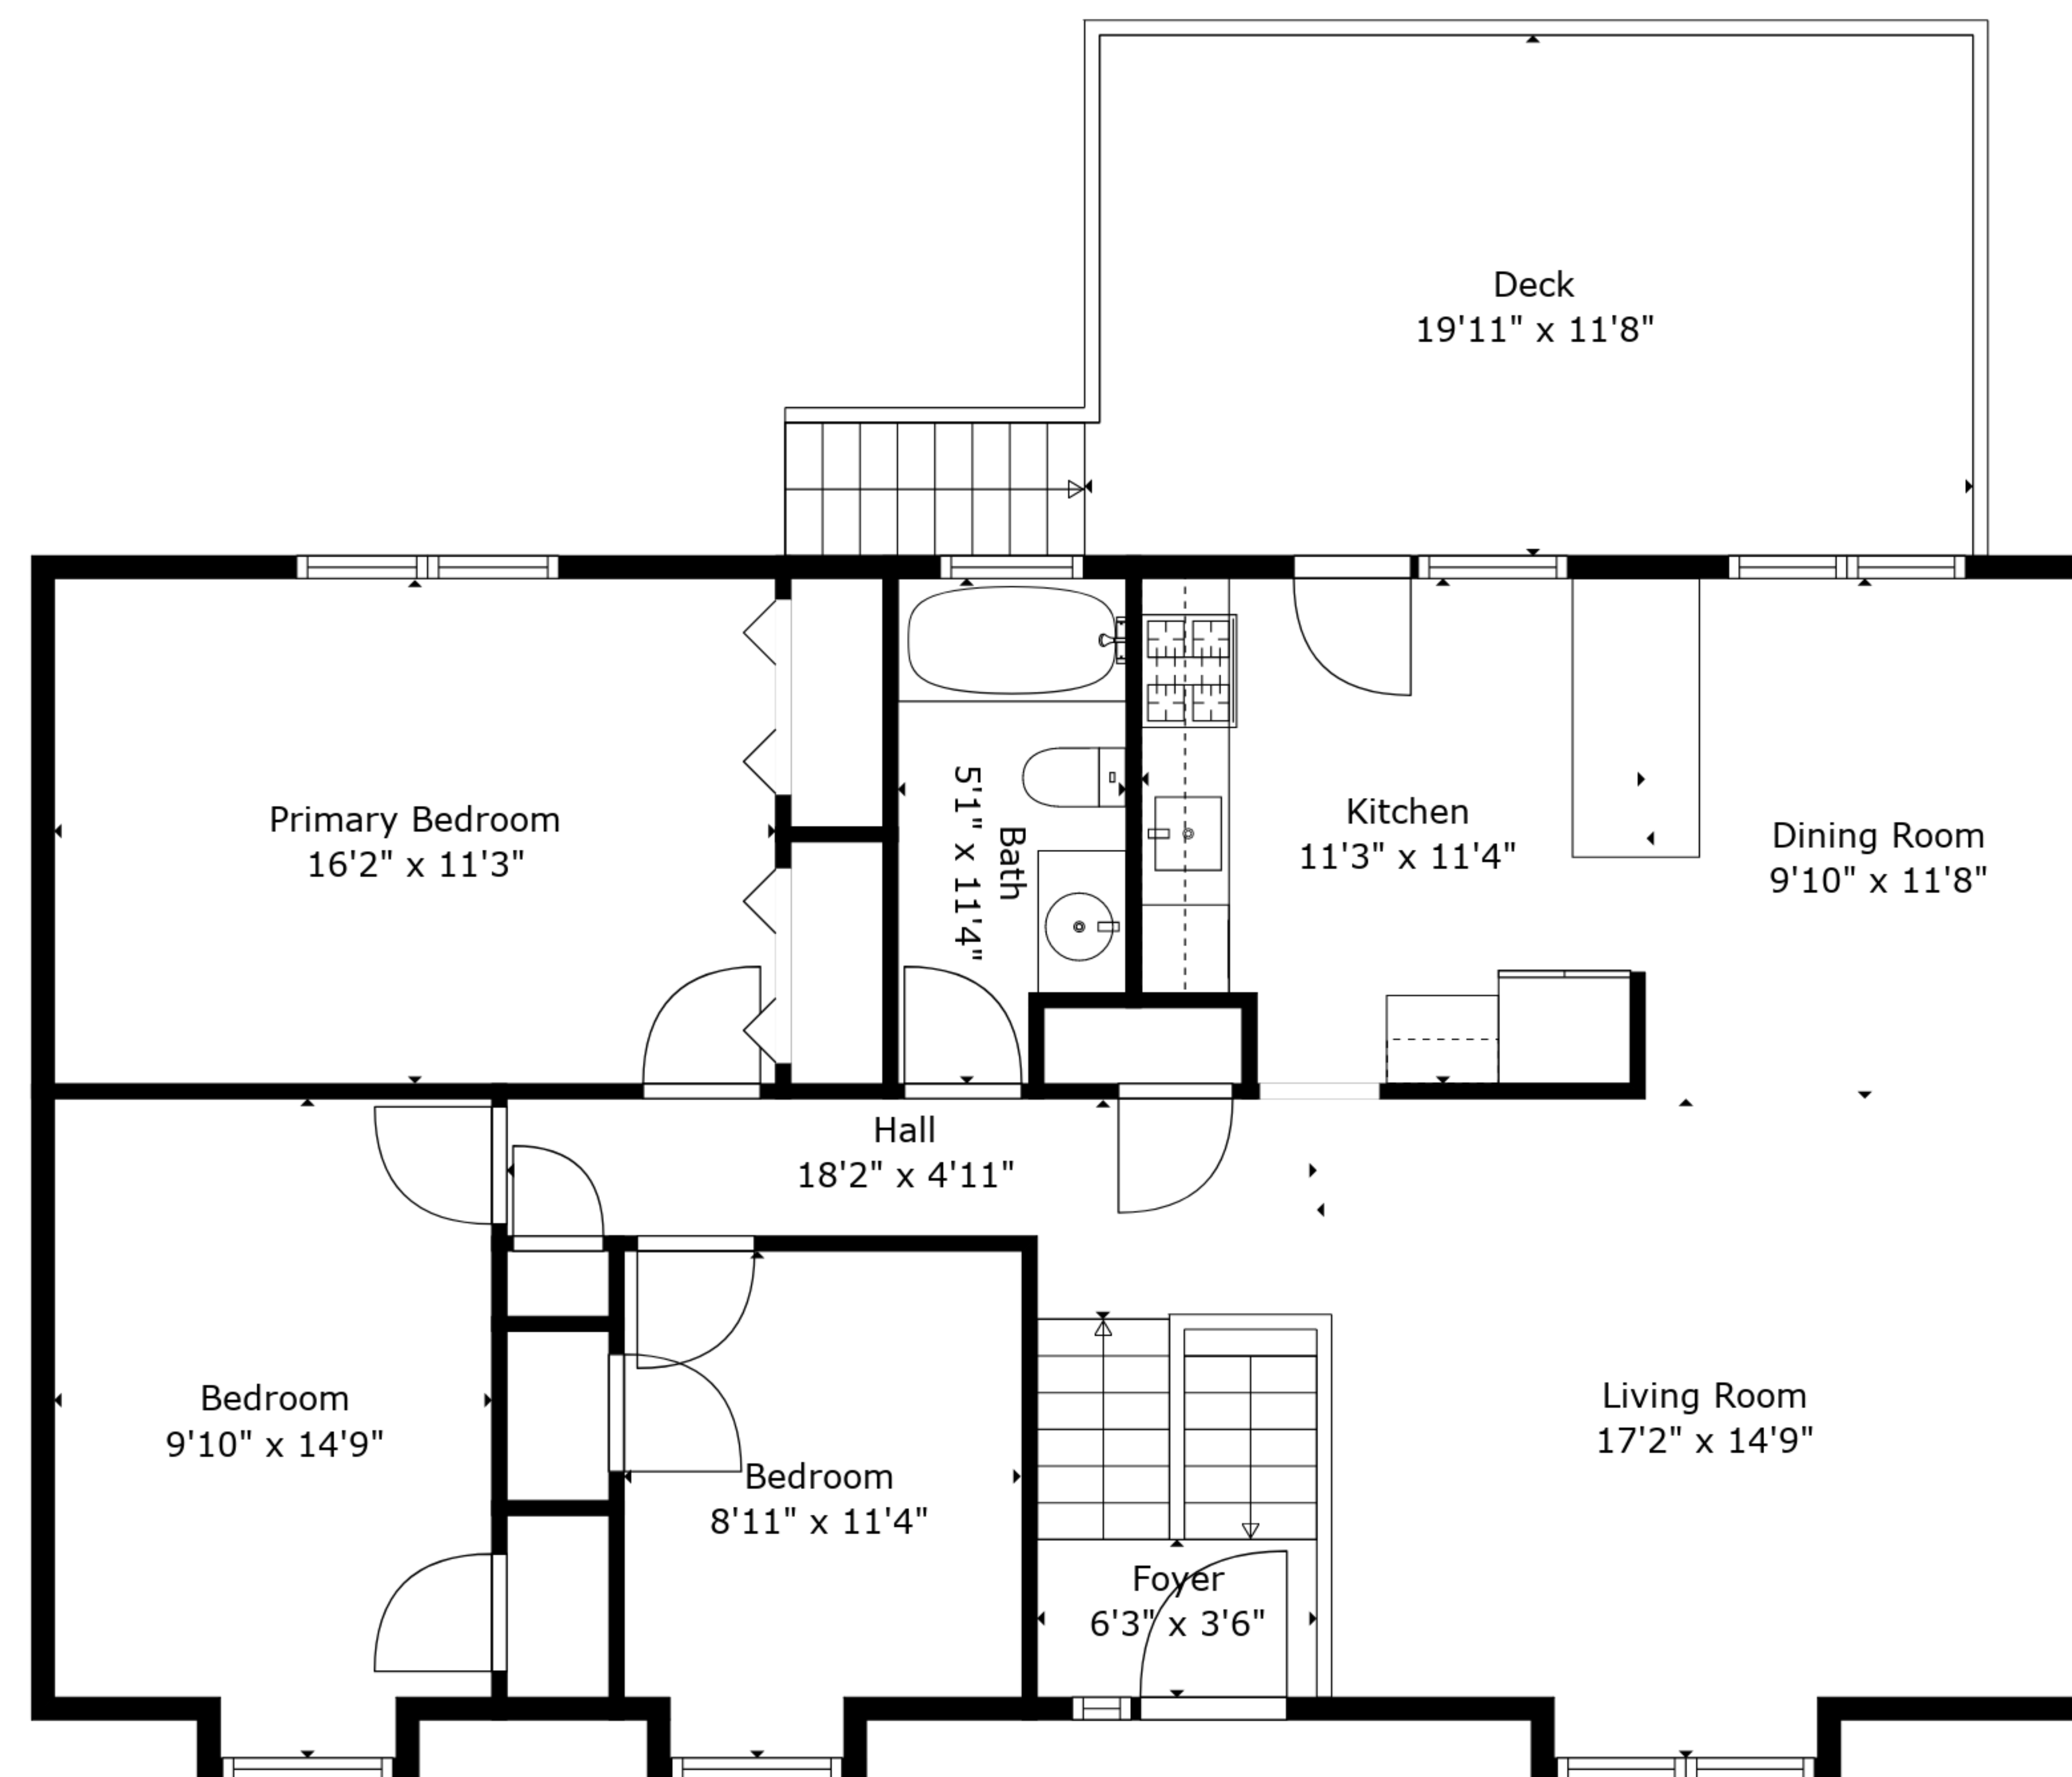 Deck
19'11" x 11'8"
Primary Bedroom
16'2" x 11'3"
Bath
5'1" x 11'4"
Kitchen
11'3" x 11'4"
Dining Room
9'10" x 11'8"
Hall
18'2" x 4'11"
Bedroom
9'10" x 14'9"
Bedroom
8'11" x 11'4"
Foyer
6'3" x 3'6"
Living Room
17'2" x 14'9"